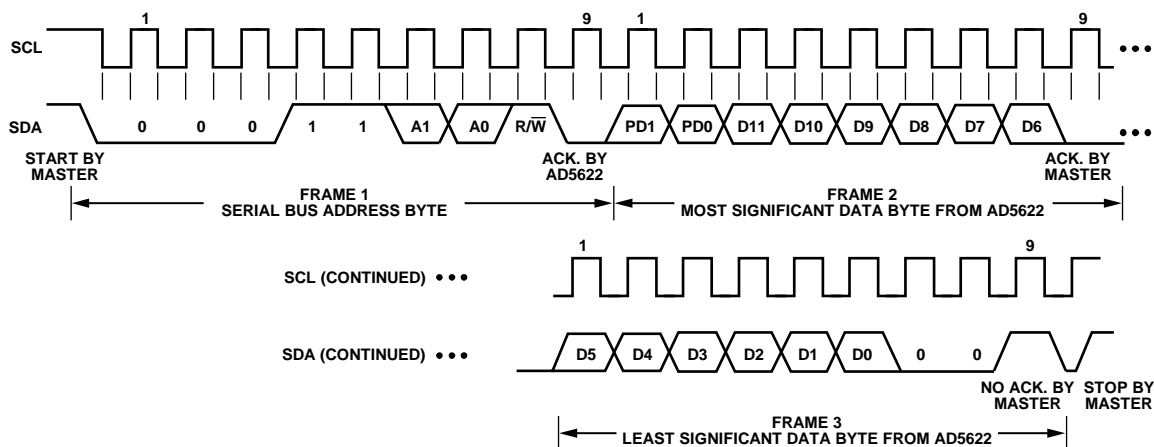 1 9 1 9
SCL
SDA 0 0 0 1 1 A1 A0 R/W̅ PD1 PD0 D11 D10 D9 D8 D7 D6
START BY
MASTER
ACK. BY
AD5622
ACK. BY
MASTER
FRAME 1
SERIAL BUS ADDRESS BYTE
FRAME 2
MOST SIGNIFICANT DATA BYTE FROM AD5622
1 9
SCL (CONTINUED)
SDA (CONTINUED) D5 D4 D3 D2 D1 D0 0 0
NO ACK. BY
MASTER
STOP BY
MASTER
FRAME 3
LEAST SIGNIFICANT DATA BYTE FROM AD5622